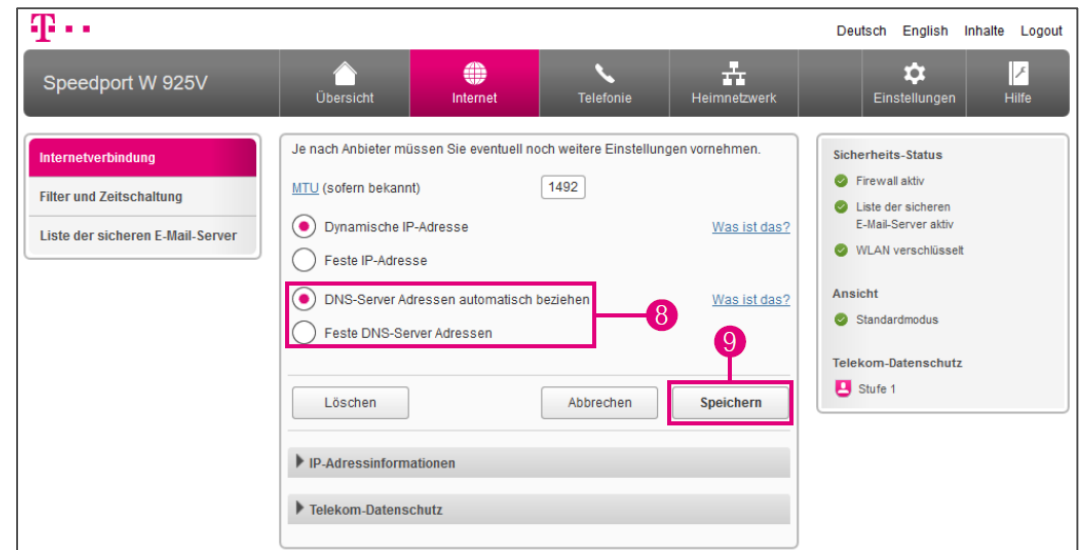 T
Deutsch English Inhalte Logout
Speedport W 925V
Übersicht
Internet
Telefonie
Heimnetzwerk
Einstellungen
Hilfe
Internetverbindung
Filter und Zeitschaltung
Liste der sicheren E-Mail-Server
Je nach Anbieter müssen Sie eventuell noch weitere Einstellungen vornehmen.
MTU (sofern bekannt) 1492
Dynamische IP-Adresse Was ist das?
Feste IP-Adresse
DNS-Server Adressen automatisch beziehen Was ist das?
8
Feste DNS-Server Adressen
9
Löschen Abbrechen Speichern
IP-Adressinformationen
Telekom-Datenschutz
Sicherheits-Status
Firewall aktiv
Liste der sicheren
E-Mail-Server aktiv
WLAN verschlüsselt
Ansicht
Standardmodus
Telekom-Datenschutz
Stufe 1